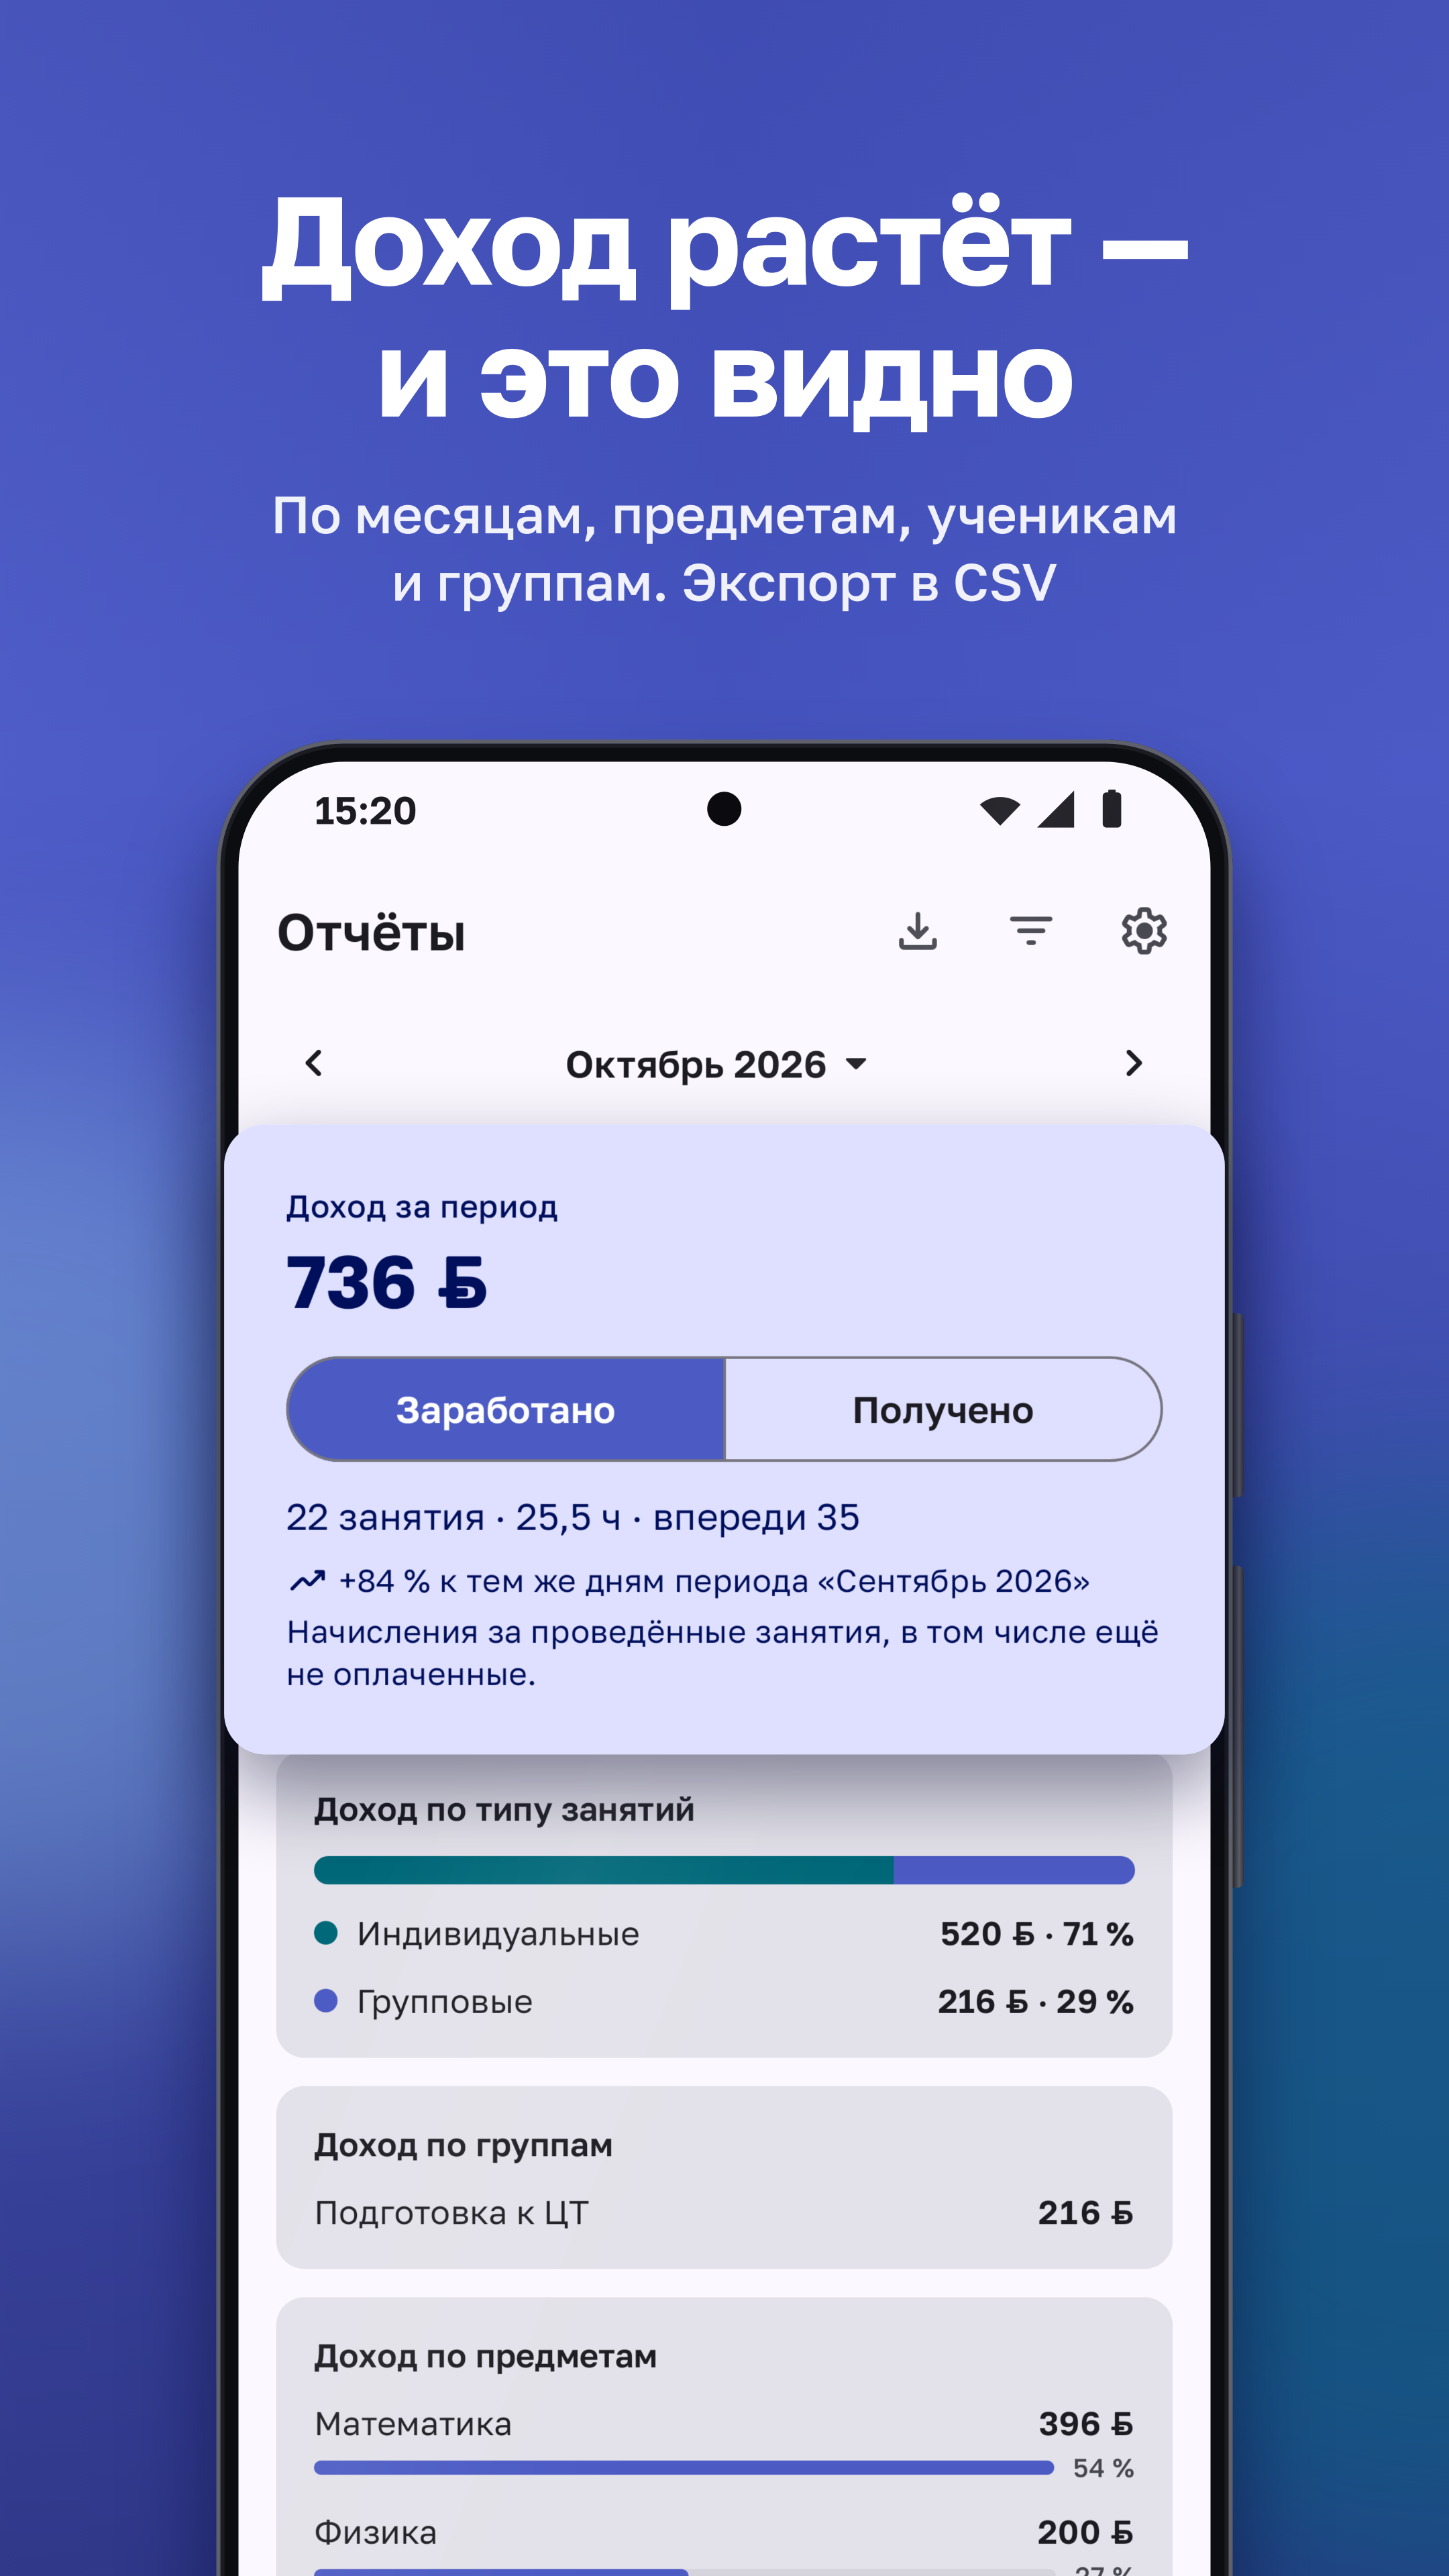 Доход растёт —
и это видно
По месяцам, предметам, ученикам
и группам. Экспорт в CSV
15:20
Отчёты
Октябрь 2026
Доход за период
736 Ƃ
Заработано
Получено
22 занятия · 25,5 ч · впереди 35
+84 % к тем же дням периода «Сентябрь 2026»
Начисления за проведённые занятия, в том числе ещё
не оплаченные.
Доход по типу занятий
Индивидуальные 520 Ƃ · 71 %
Групповые 216 Ƃ · 29 %
Доход по группам
Подготовка к ЦТ 216 Ƃ
Доход по предметам
Математика 396 Ƃ
54 %
Физика 200 Ƃ
27 %